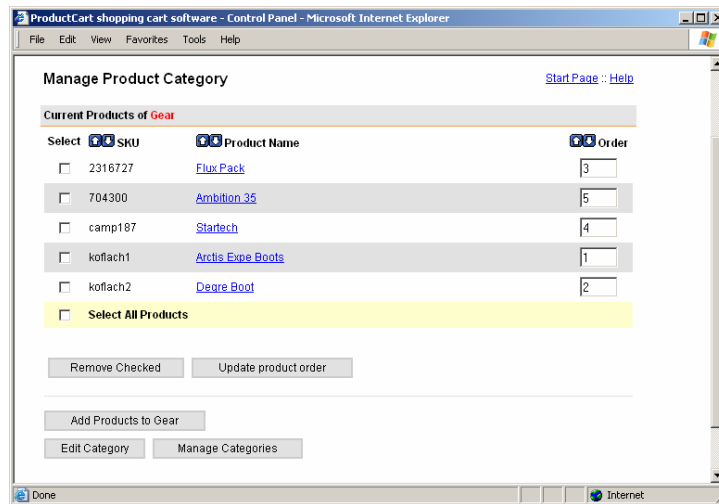 ProductCart shopping cart software - Control Panel - Microsoft Internet Explorer
File Edit View Favorites Tools Help
Manage Product Category Start Page :: Help
Current Products of Gear
Select SKU Product Name Order
2316727 Flux Pack 3
704300 Ambition 35 5
camp187 Startech 4
koflach1 Arctis Expe Boots 1
koflach2 Degre Boot 2
Select All Products
Remove Checked Update product order
Add Products to Gear
Edit Category Manage Categories
Done Internet